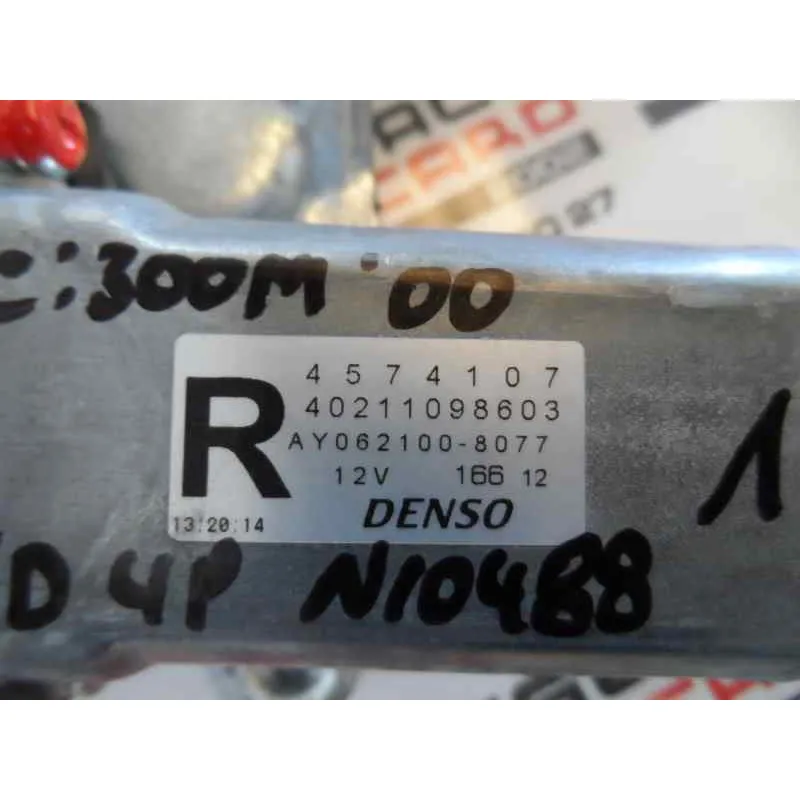 :300M '00
R
4574107
40211098603
AY062100-8077
12V 166 12
13:20:14 DENSO
1
D 4P N10488